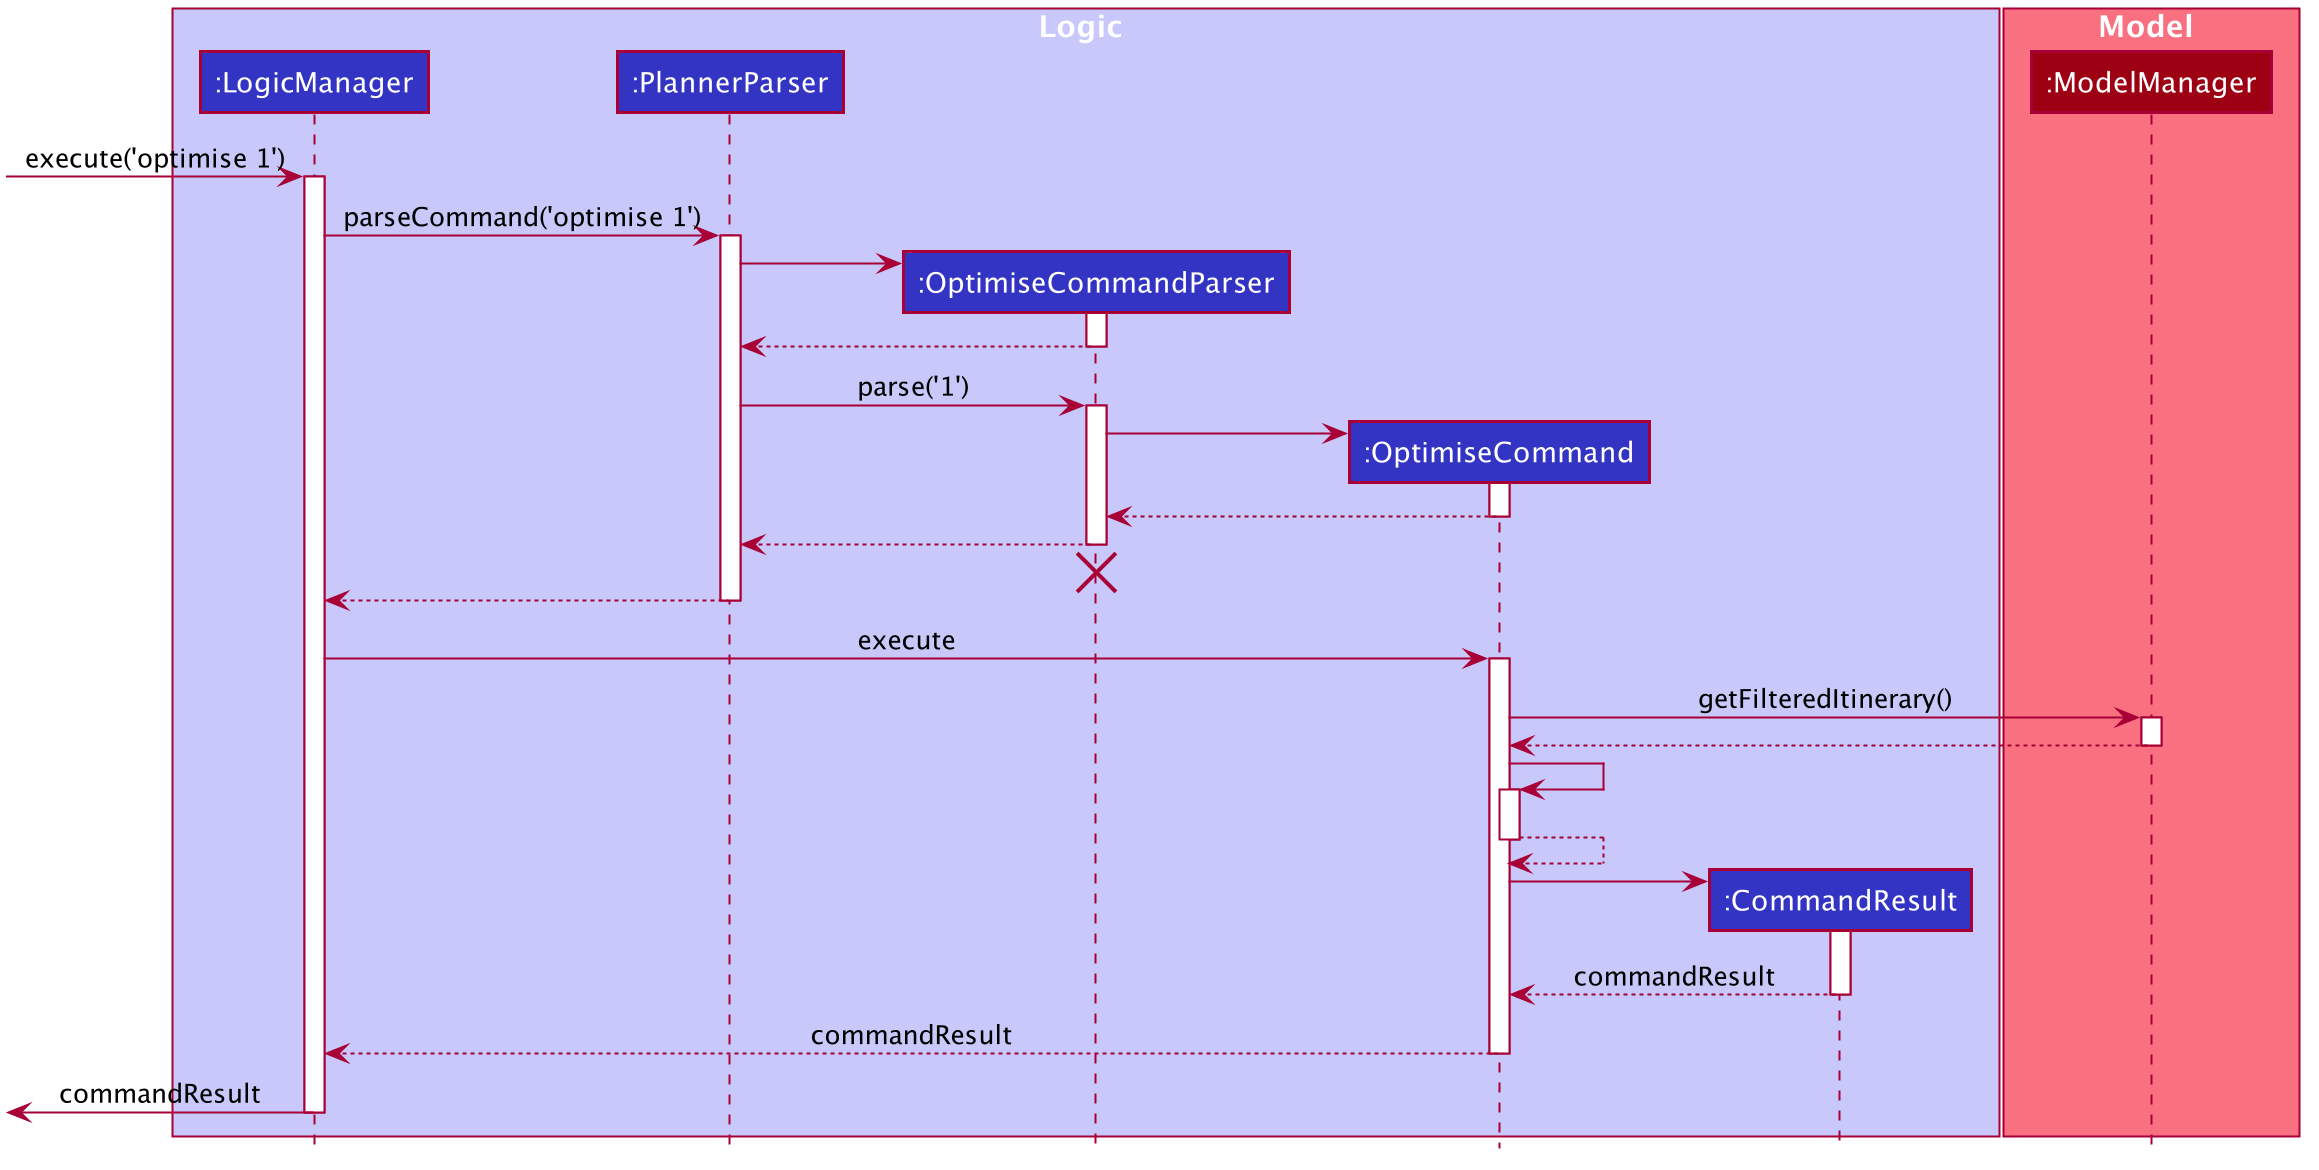 Logic
Model
:LogicManager
:PlannerParser
:ModelManager
execute('optimise 1')
parseCommand('optimise 1')
:OptimiseCommandParser
parse('1')
:OptimiseCommand
execute
getFilteredItinerary()
:CommandResult
commandResult
commandResult
commandResult